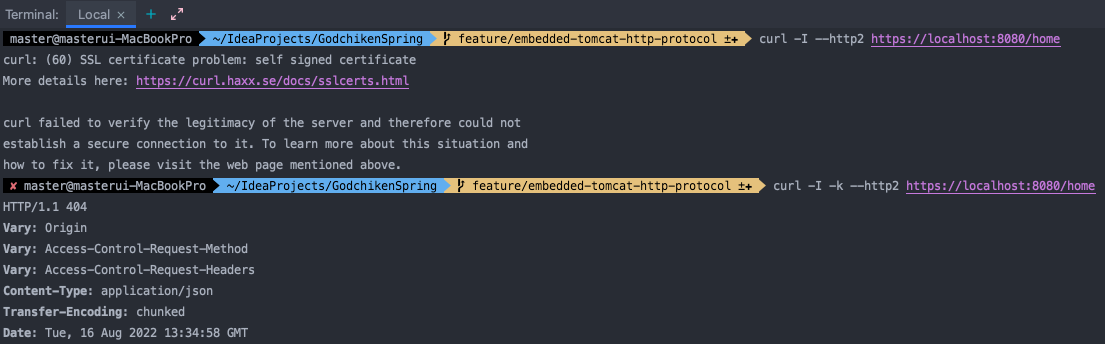 Terminal: Local × +
master@masterui-MacBookPro ~/IdeaProjects/GodchikenSpring feature/embedded-tomcat-http-protocol ±✚ curl -I --http2 https://localhost:8080/home
curl: (60) SSL certificate problem: self signed certificate
More details here: https://curl.haxx.se/docs/sslcerts.html
curl failed to verify the legitimacy of the server and therefore could not
establish a secure connection to it. To learn more about this situation and
how to fix it, please visit the web page mentioned above.
✘ master@masterui-MacBookPro ~/IdeaProjects/GodchikenSpring feature/embedded-tomcat-http-protocol ±✚ curl -I -k --http2 https://localhost:8080/home
HTTP/1.1 404
Vary: Origin
Vary: Access-Control-Request-Method
Vary: Access-Control-Request-Headers
Content-Type: application/json
Transfer-Encoding: chunked
Date: Tue, 16 Aug 2022 13:34:58 GMT